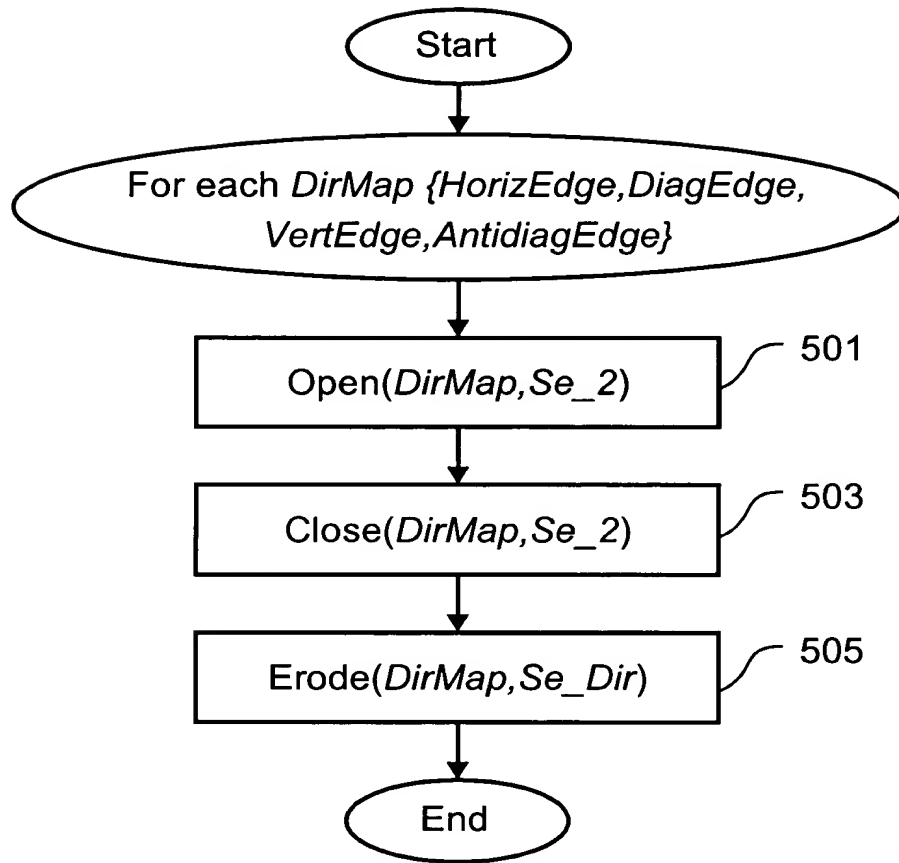 Start
For each DirMap {HorizEdge,DiagEdge,
VertEdge,AntidiagEdge}
501
Open(DirMap,Se_2)
503
Close(DirMap,Se_2)
505
Erode(DirMap,Se_Dir)
End